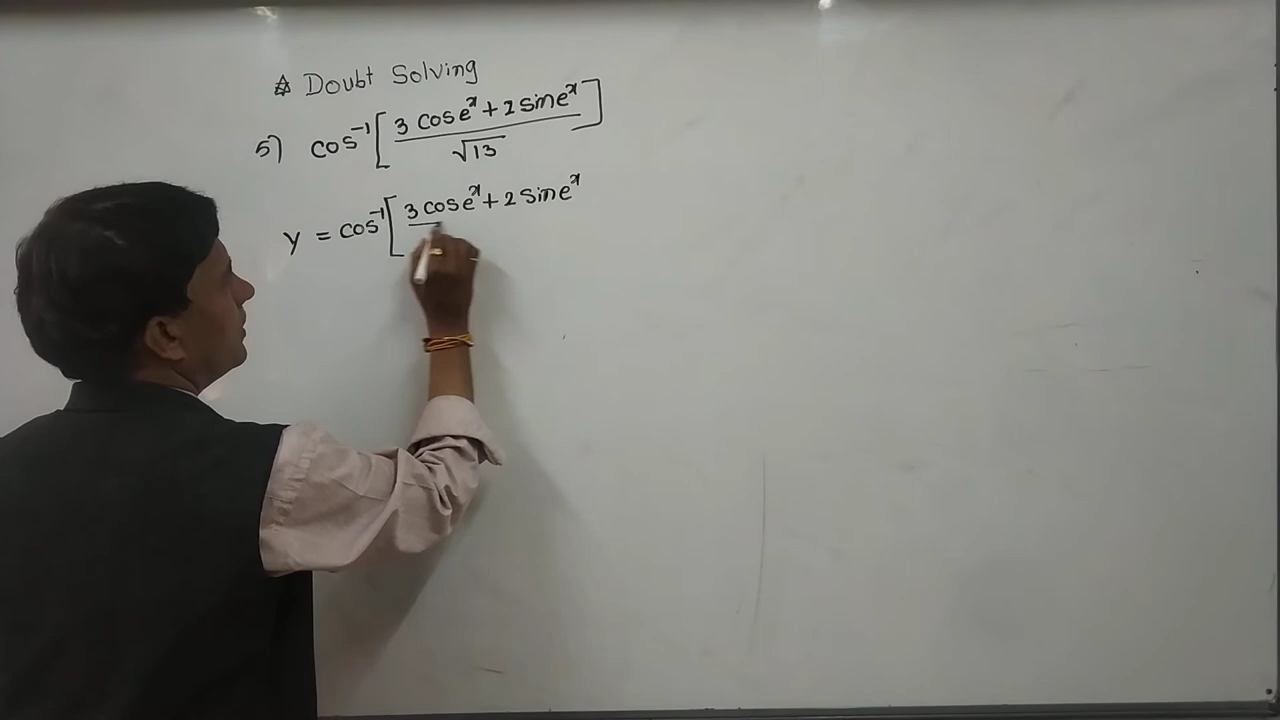 ✡ Doubt Solving
5) cos⁻¹[(3 cos eˣ + 2 sin eˣ)/√13]
y = cos⁻¹[3 cos eˣ + 2 sin eˣ